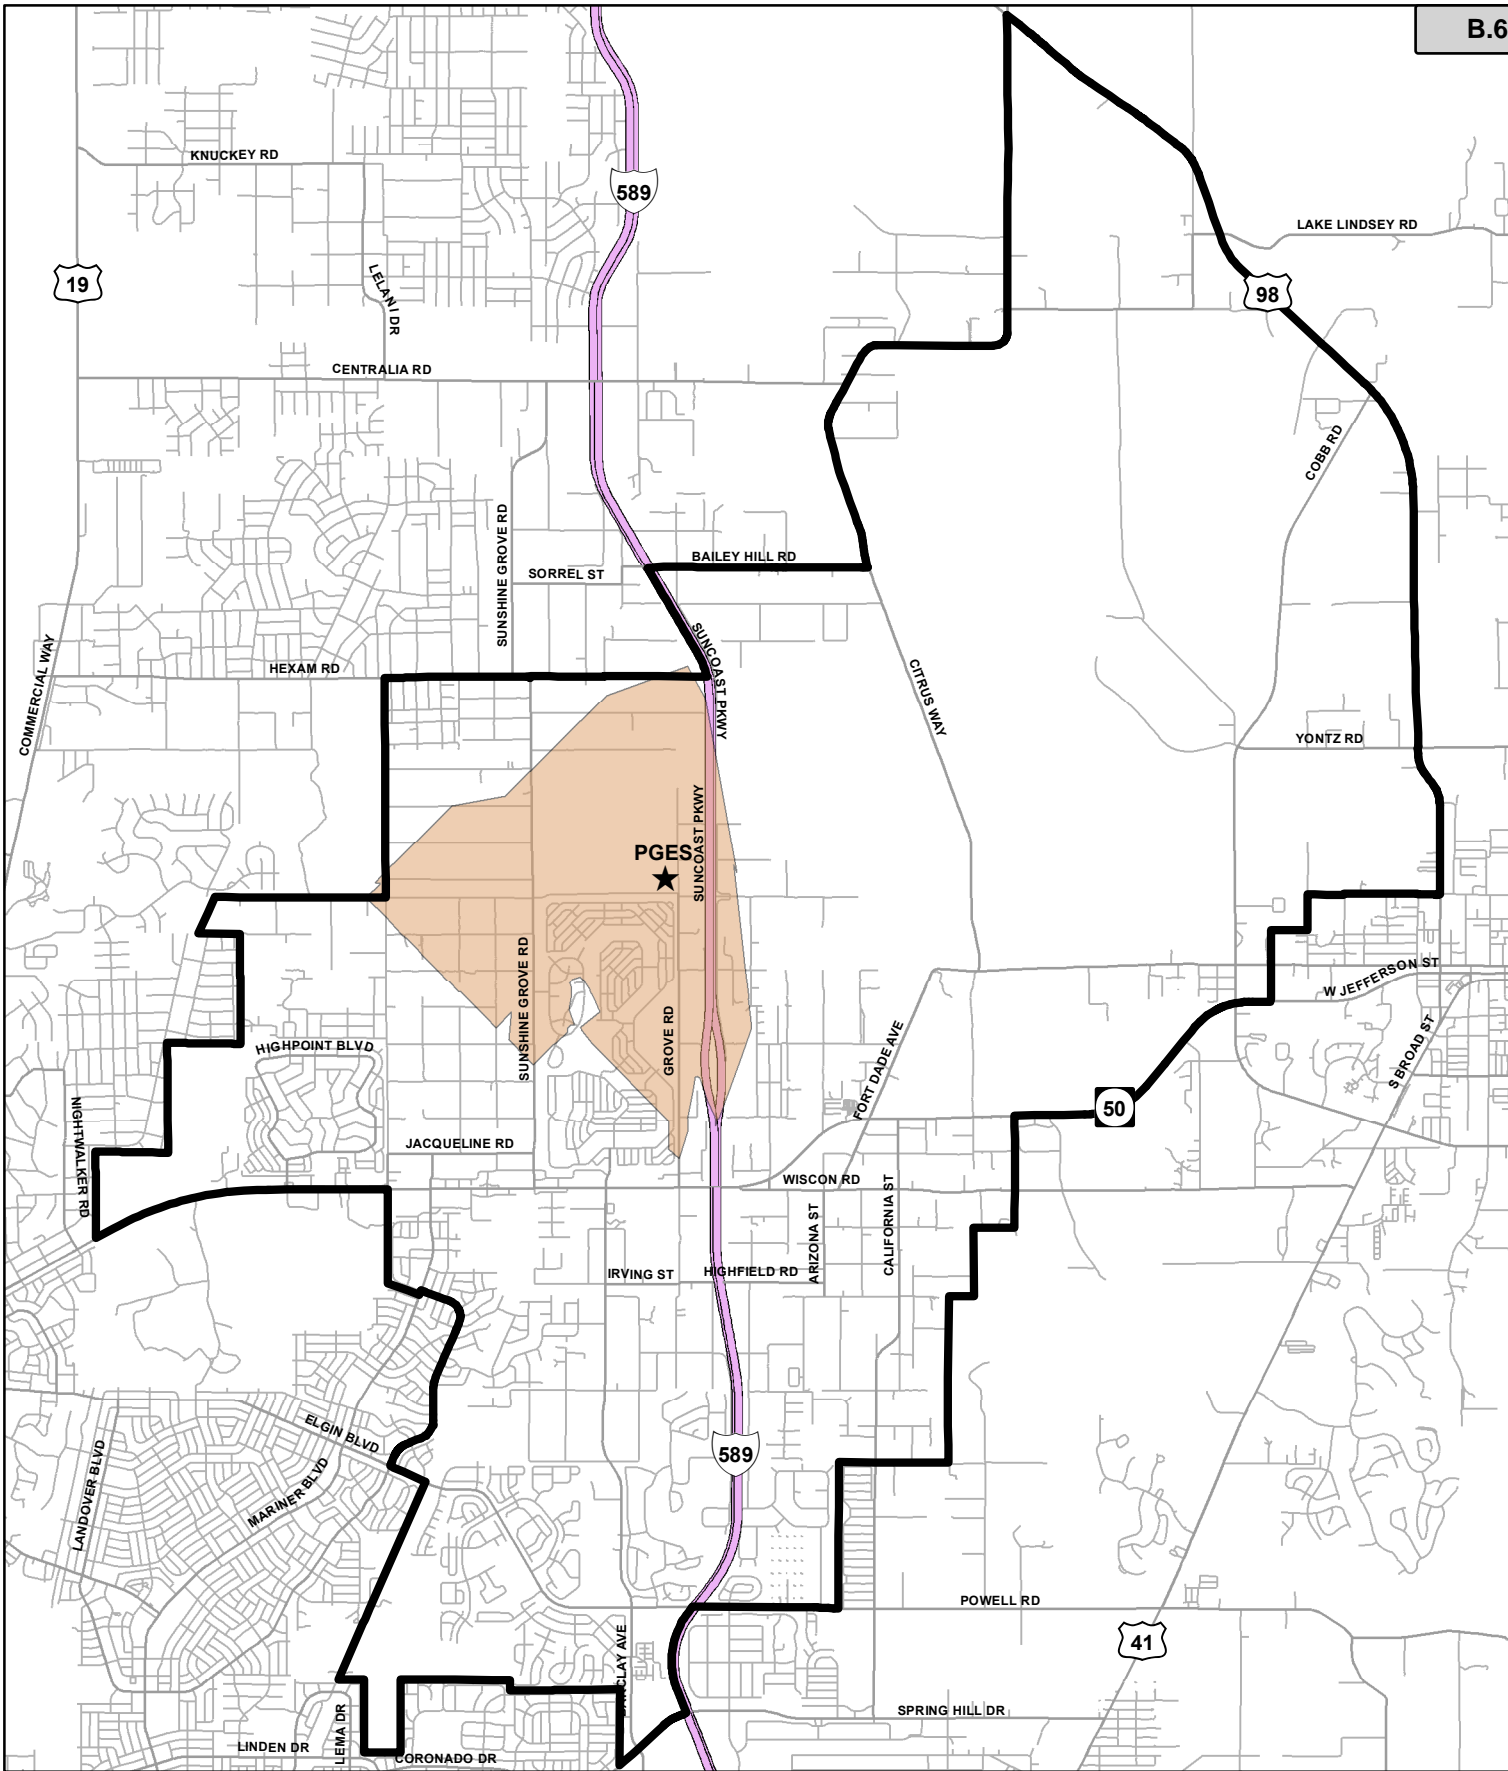 B.6
KNUCKEY RD
589
LAKE LINDSEY RD
19
LELANI DR
98
CENTRALIA RD
COBB RD
SUNSHINE GROVE RD
BAILEY HILL RD
SORREL ST
SUNCOAST PKWY
COMMERCIAL WAY
HEXAM RD
CITRUS WAY
YONTZ RD
SUNCOAST PKWY
PGES
SUNSHINE GROVE RD
W JEFFERSON ST
GROVE RD
HIGHPOINT BLVD
FORT DADE AVE
S BROAD ST
50
NIGHTWALKER RD
JACQUELINE RD
WISCON RD
CALIFORNIA ST
ARIZONA ST
IRVING ST
HIGHFIELD RD
ELGIN BLVD
589
LANDOVER BLVD
MARINER BLVD
POWELL RD
41
BARCLAY AVE
SPRING HILL DR
LEMA DR
LINDEN DR
CORONADO DR